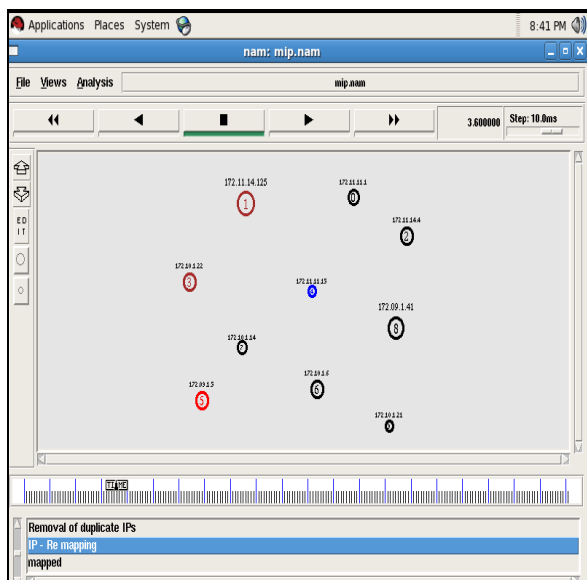 Applications Places System 8:41 PM
nam: mip.nam
File Views Analysis mip.nam
3.600000 Step: 10.0ms
ED
IT
172.11.14.125
1
172.11.11.1
0
172.11.14.4
2
172.10.1.22
3
172.11.11.15
172.09.1.41
8
172.10.1.14
7
172.10.1.6
6
172.09.1.5
5
172.10.1.21
TIME
Removal of duplicate IPs
IP - Re mapping
mapped